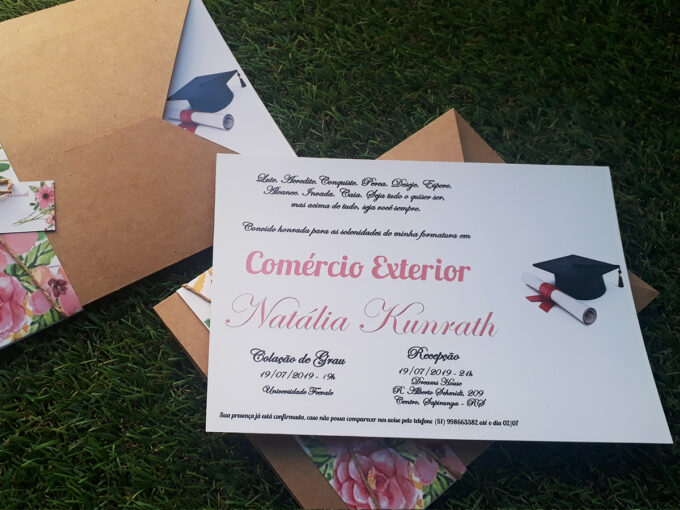 Lute. Acredite. Conquiste. Perca. Deseje. Espere.
Alcance. Invada. Caia. Seja tudo o quiser ser,
mas acima de tudo, seja você sempre.
Convido honrada para as solenidades de minha formatura em
Comércio Exterior
Natália Kunrath
Colação de Grau
19/07/2019 - 19h
Universidade Feevale
Recepção
19/07/2019 - 21h
Dreams House
R. Alberto Schmidt, 209
Centro, Sapiranga - RS
Sua presença já está confirmada, caso não possa comparecer nos avise pelo telefone (51) 998663382 até o dia 02/07